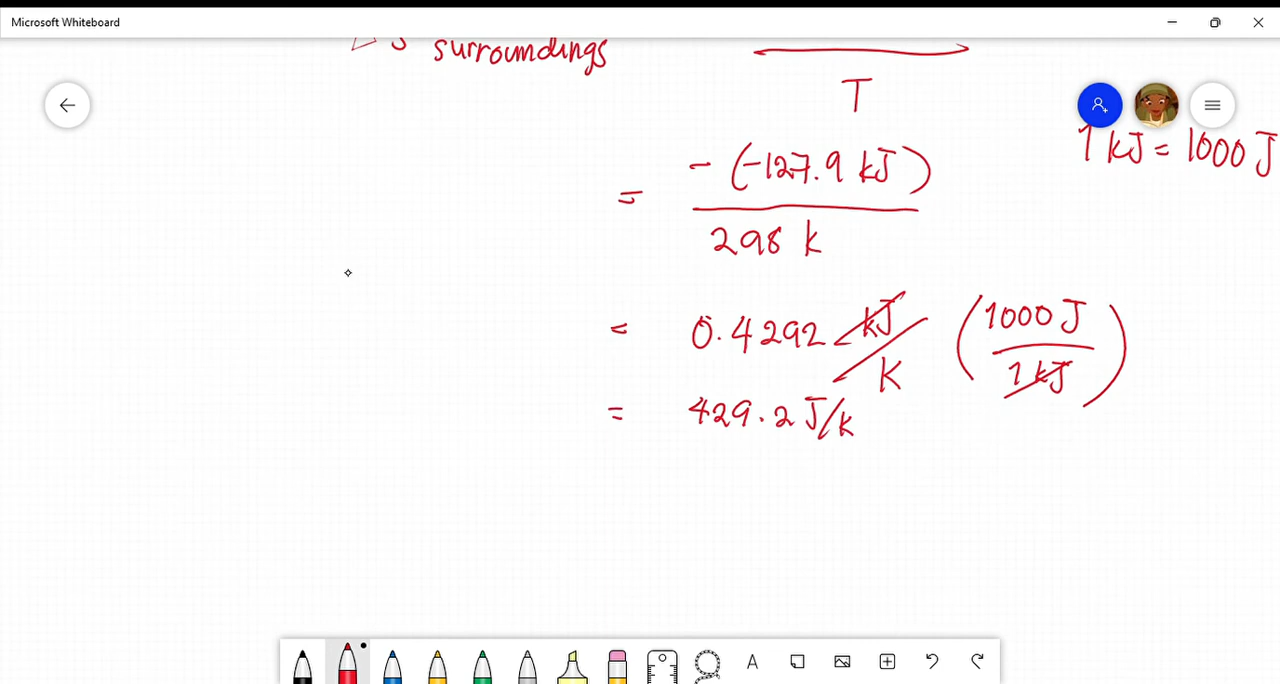 Microsoft Whiteboard
Δ S surroundings
T
1 kJ = 1000 J
= - (-127.9 kJ)
298 k
= 0.4292 kJ/K (1000 J
1 kJ)
= 429.2 J/k
A